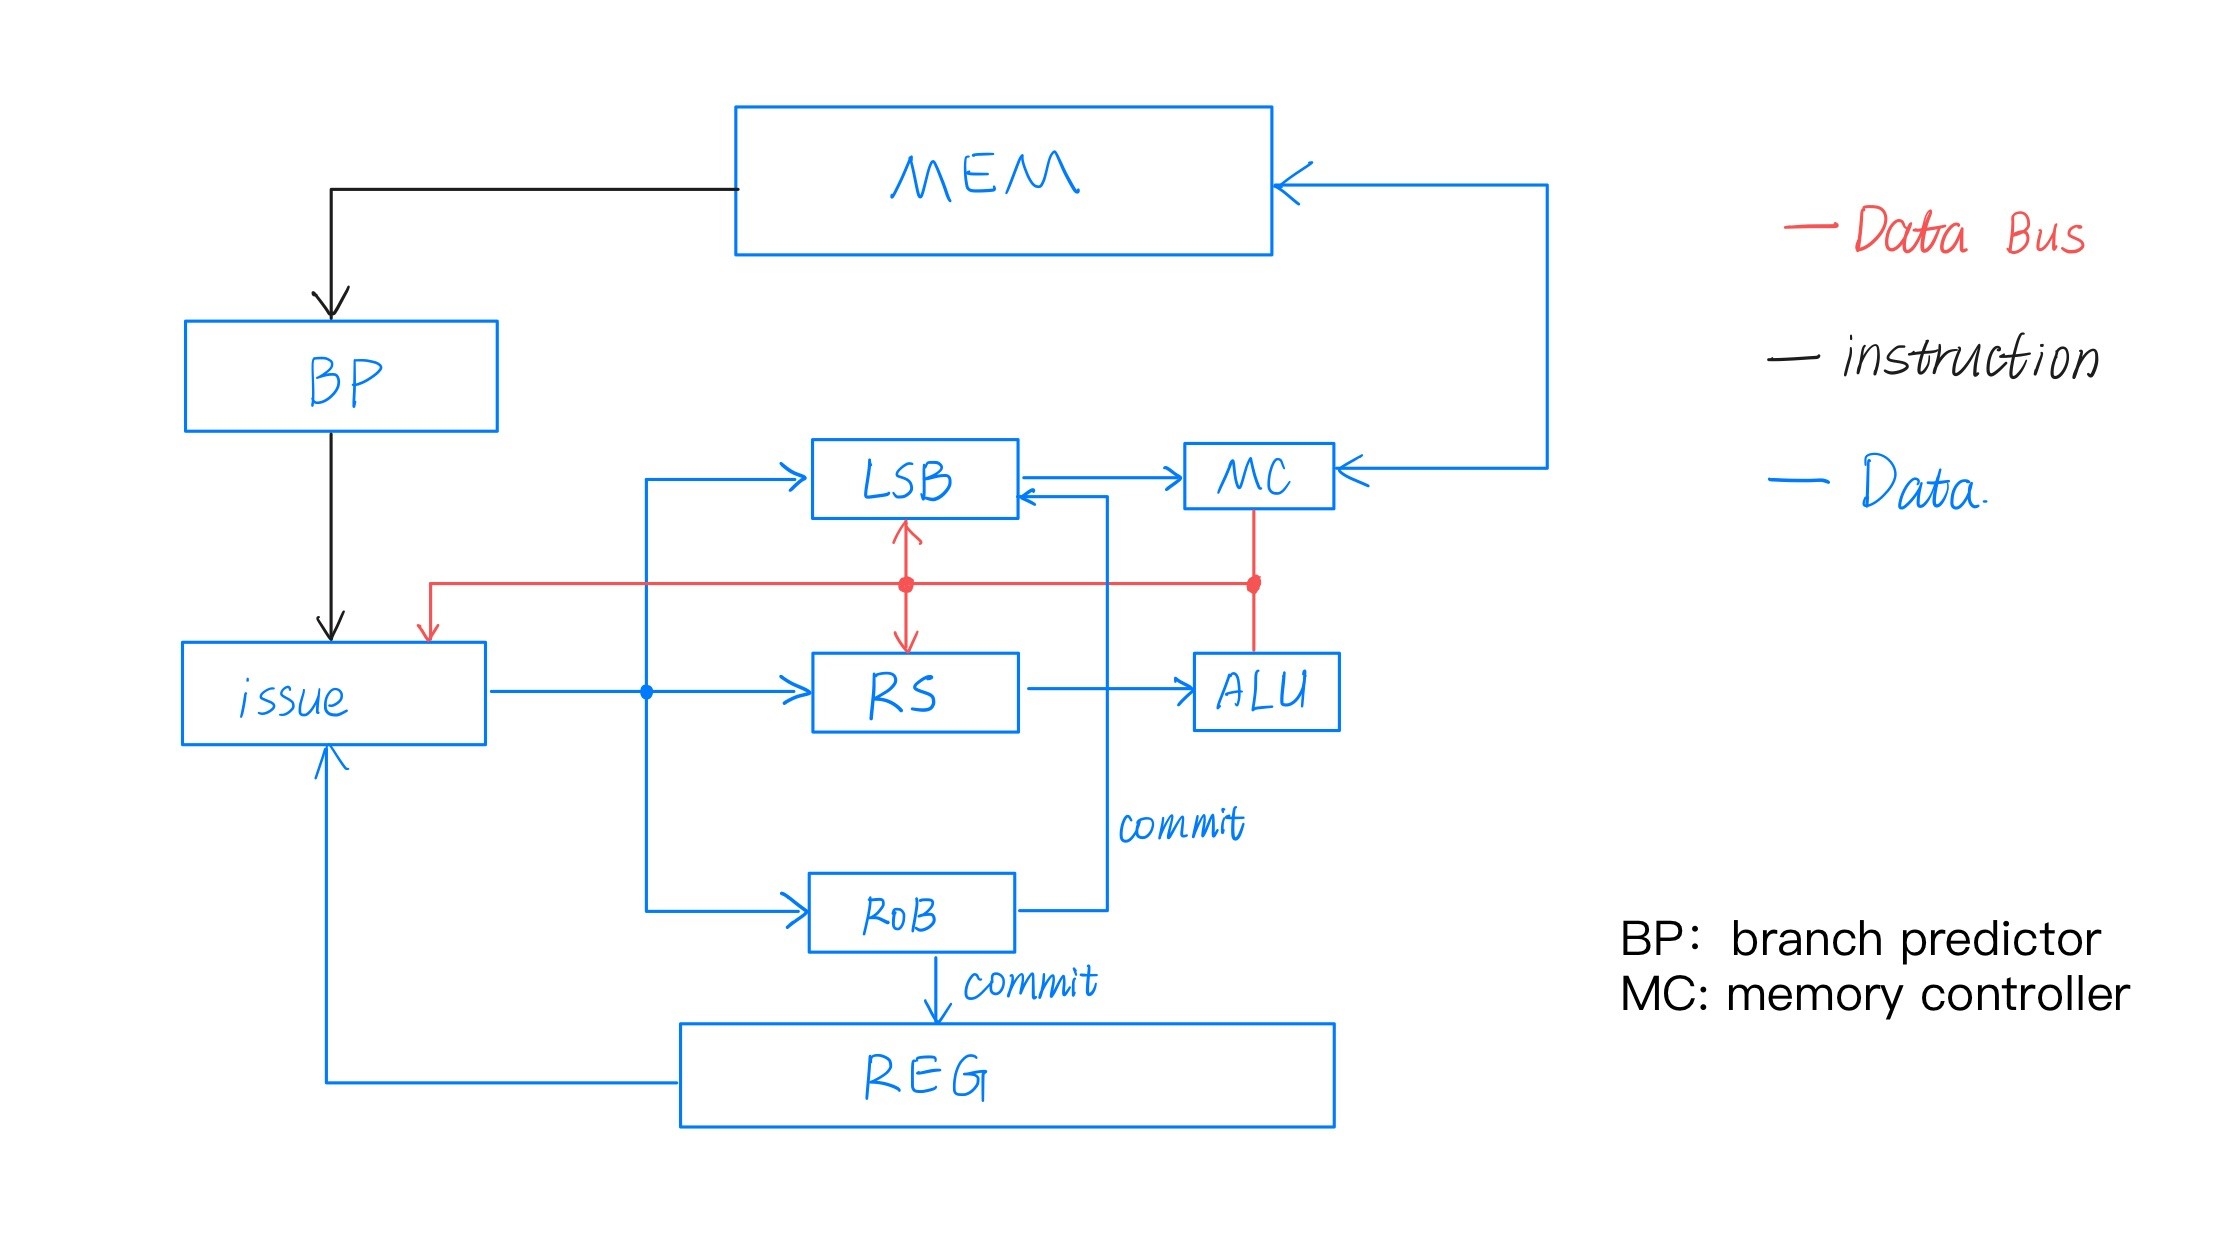 MEM
Data Bus
instruction
BP
LSB
MC
Data.
issue
RS
ALU
commit
RoB
commit
REG
BP： branch predictor
MC: memory controller